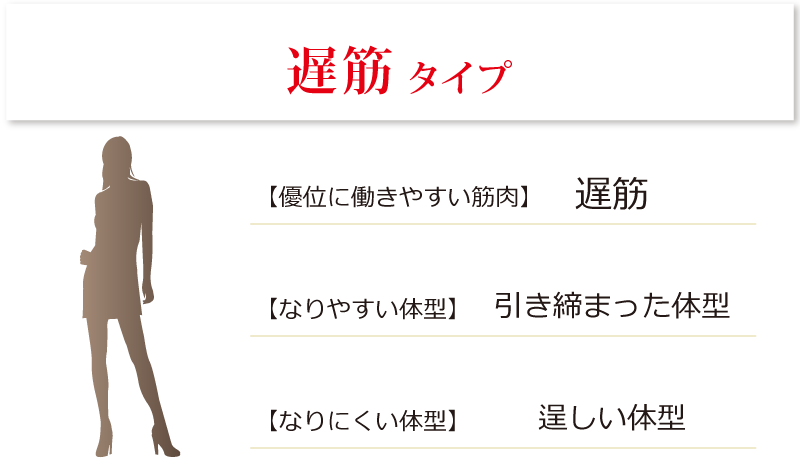 遅筋 タイプ
【優位に働きやすい筋肉】 遅筋
【なりやすい体型】 引き締まった体型
【なりにくい体型】 逞しい体型